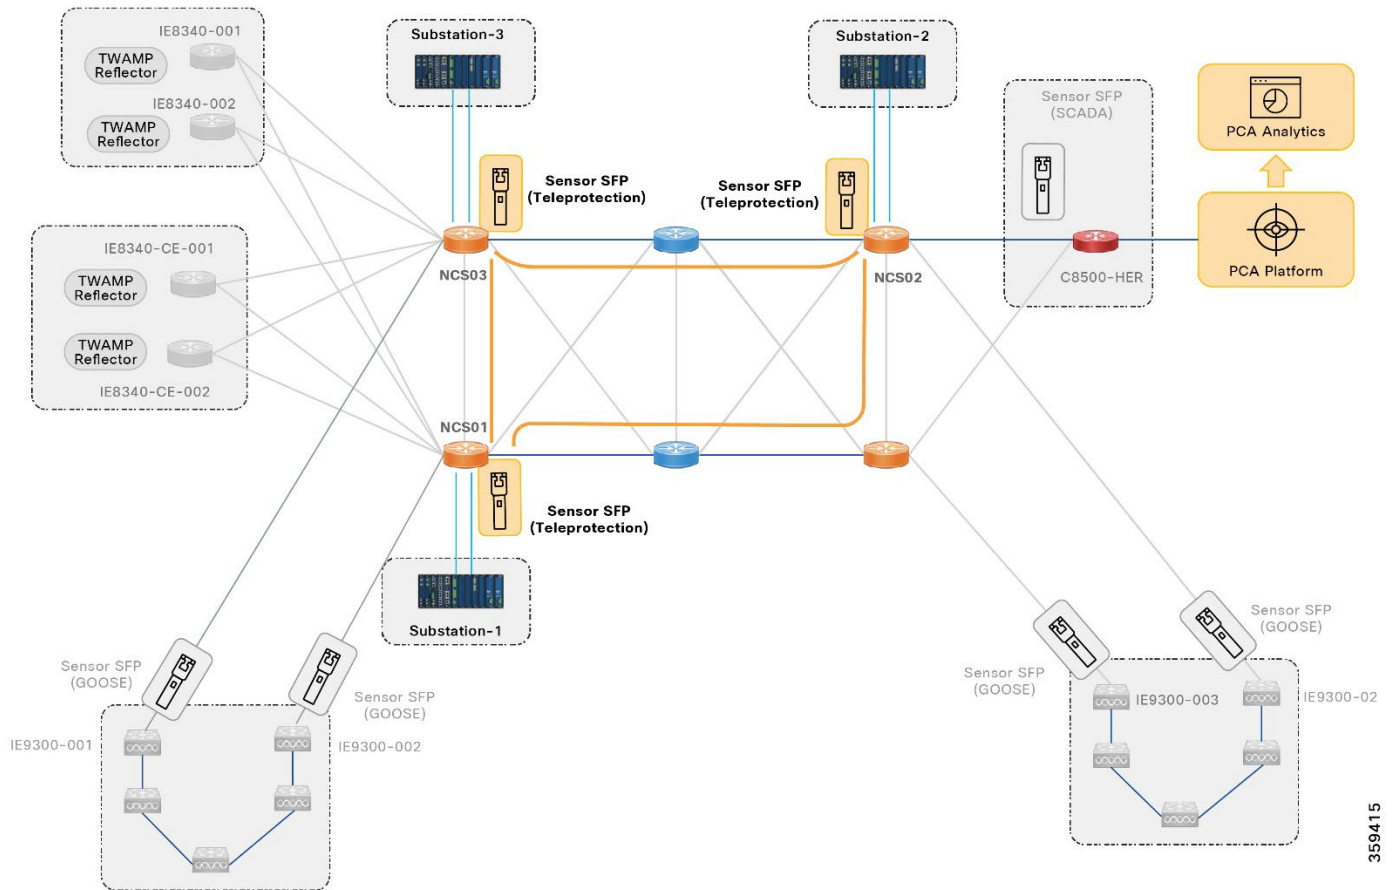 IE8340-001
TWAMP
Reflector
IE8340-002
TWAMP
Reflector
Substation-3
Substation-2
Sensor SFP
(SCADA)
PCA Analytics
Sensor SFP
(Teleprotection)
Sensor SFP
(Teleprotection)
IE8340-CE-001
TWAMP
Reflector
TWAMP
Reflector
IE8340-CE-002
NCS03
NCS02
C8500-HER
PCA Platform
NCS01
Sensor SFP
(Teleprotection)
Substation-1
Sensor SFP
(GOOSE)
Sensor SFP
(GOOSE)
IE9300-001
IE9300-002
Sensor SFP
(GOOSE)
Sensor SFP
(GOOSE)
IE9300-003
IE9300-02
359415